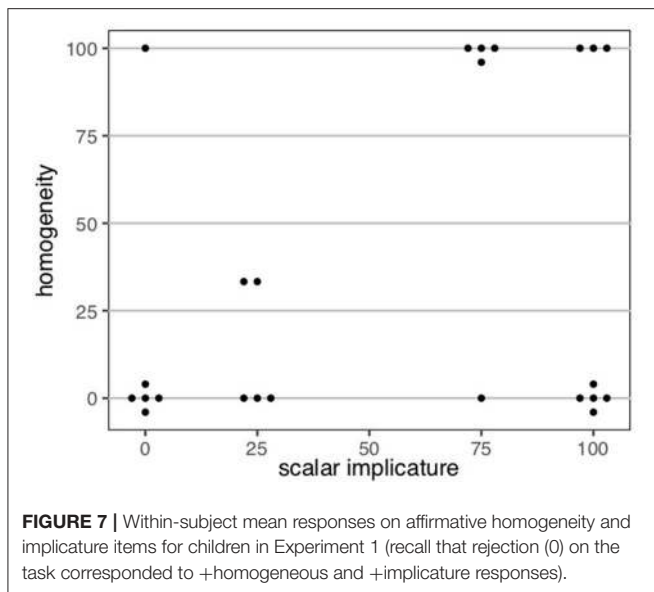 100
75
50
25
0
homogeneity
0 25 50 75 100
scalar implicature
FIGURE 7 | Within-subject mean responses on affirmative homogeneity and
implicature items for children in Experiment 1 (recall that rejection (0) on the
task corresponded to +homogeneous and +implicature responses).